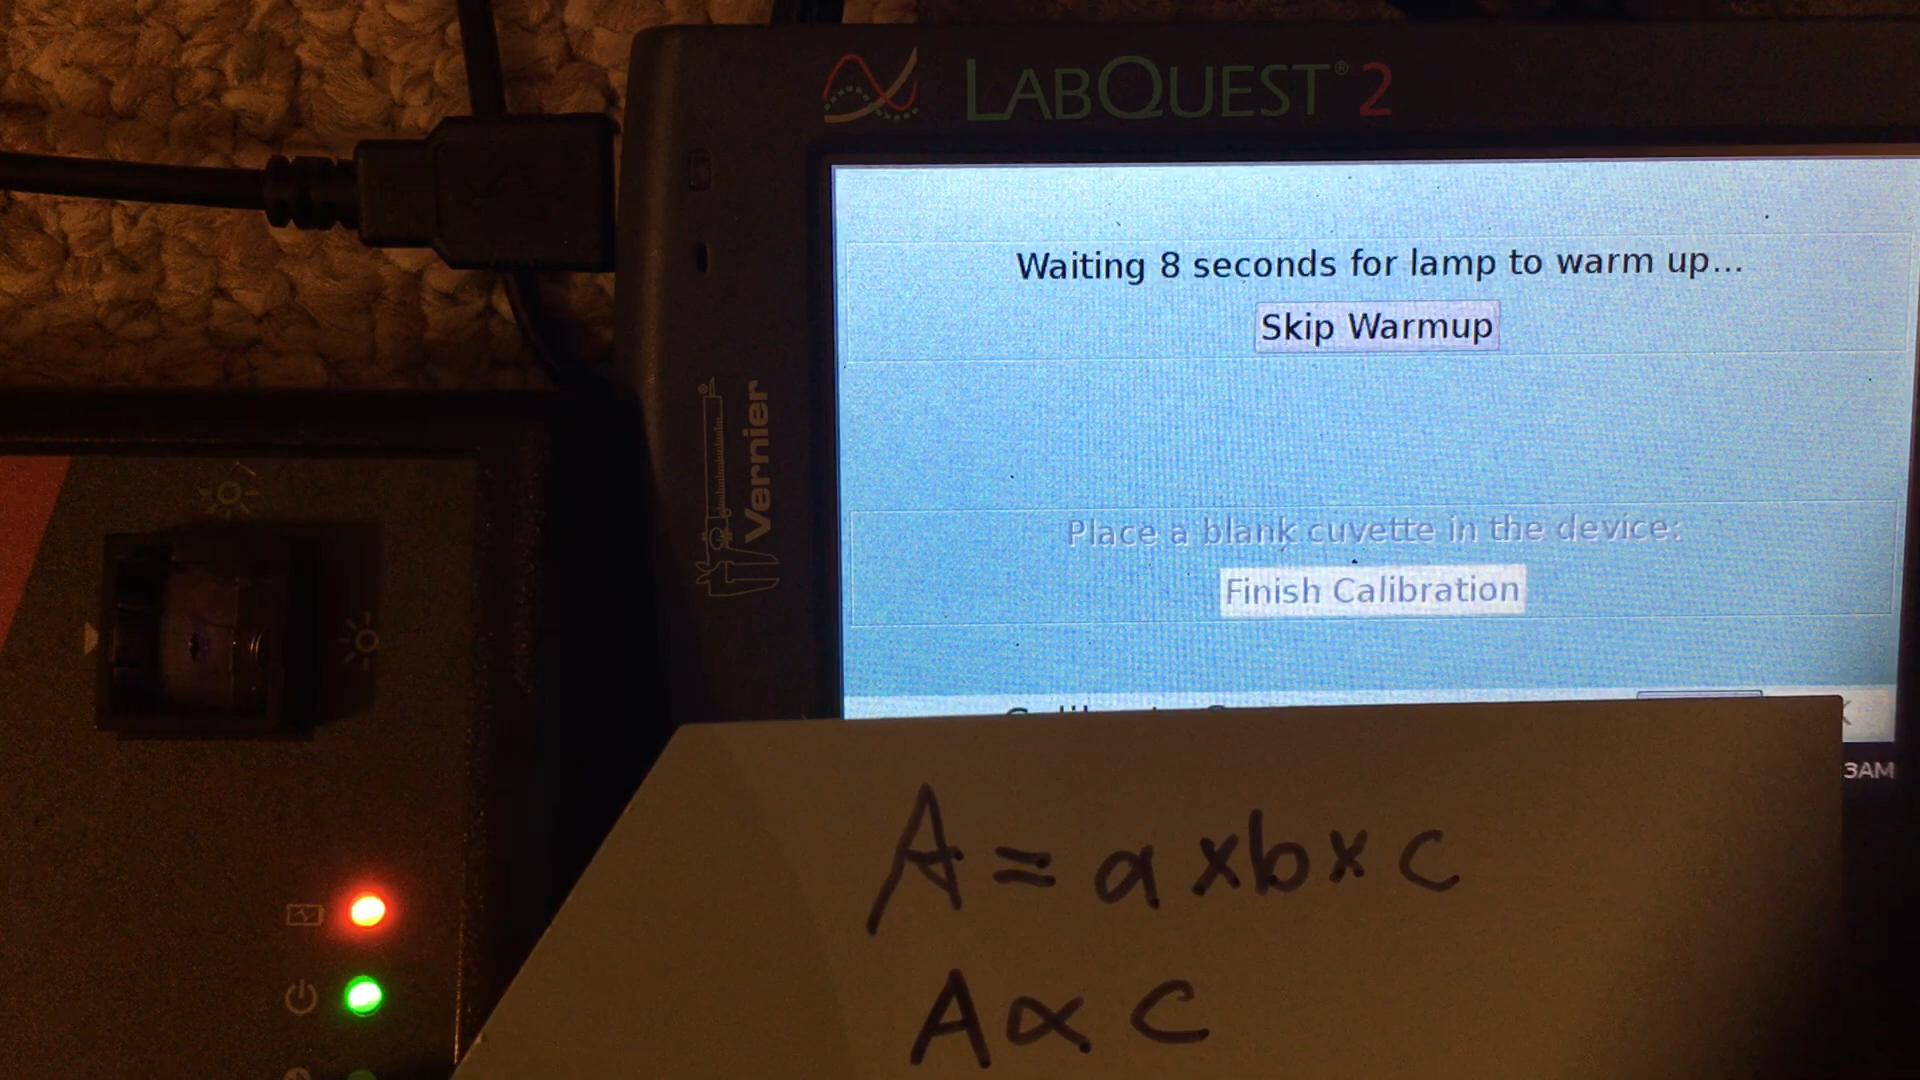 LABQUEST® 2
Waiting 8 seconds for lamp to warm up...
Skip Warmup
Vernier
Place a blank cuvette in the device:
Finish Calibration
3AM
A = a x b x c
A ∝ c